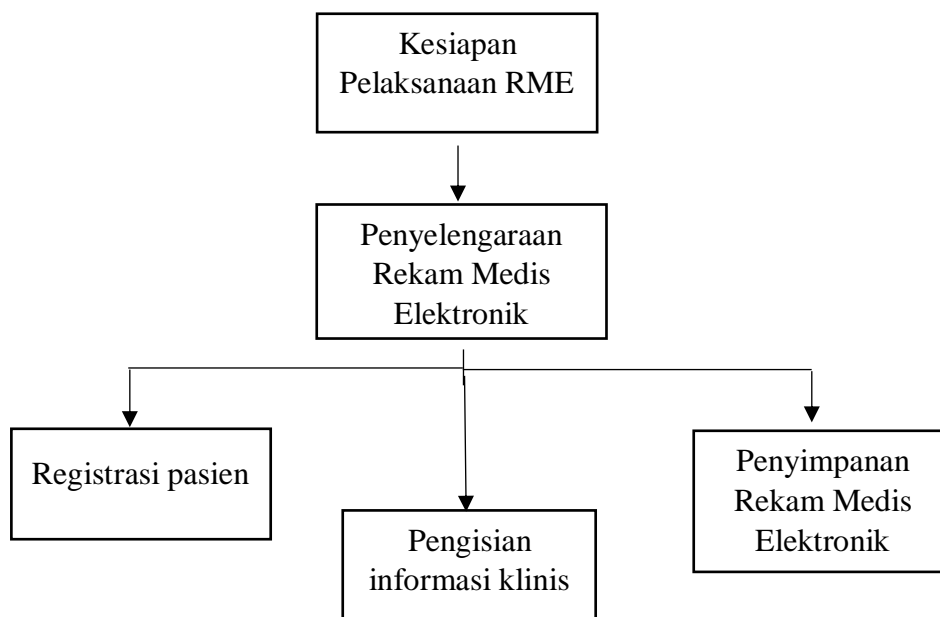 Kesiapan
Pelaksanaan RME
Penyelengaraan
Rekam Medis
Elektronik
Registrasi pasien
Pengisian
informasi klinis
Penyimpanan
Rekam Medis
Elektronik